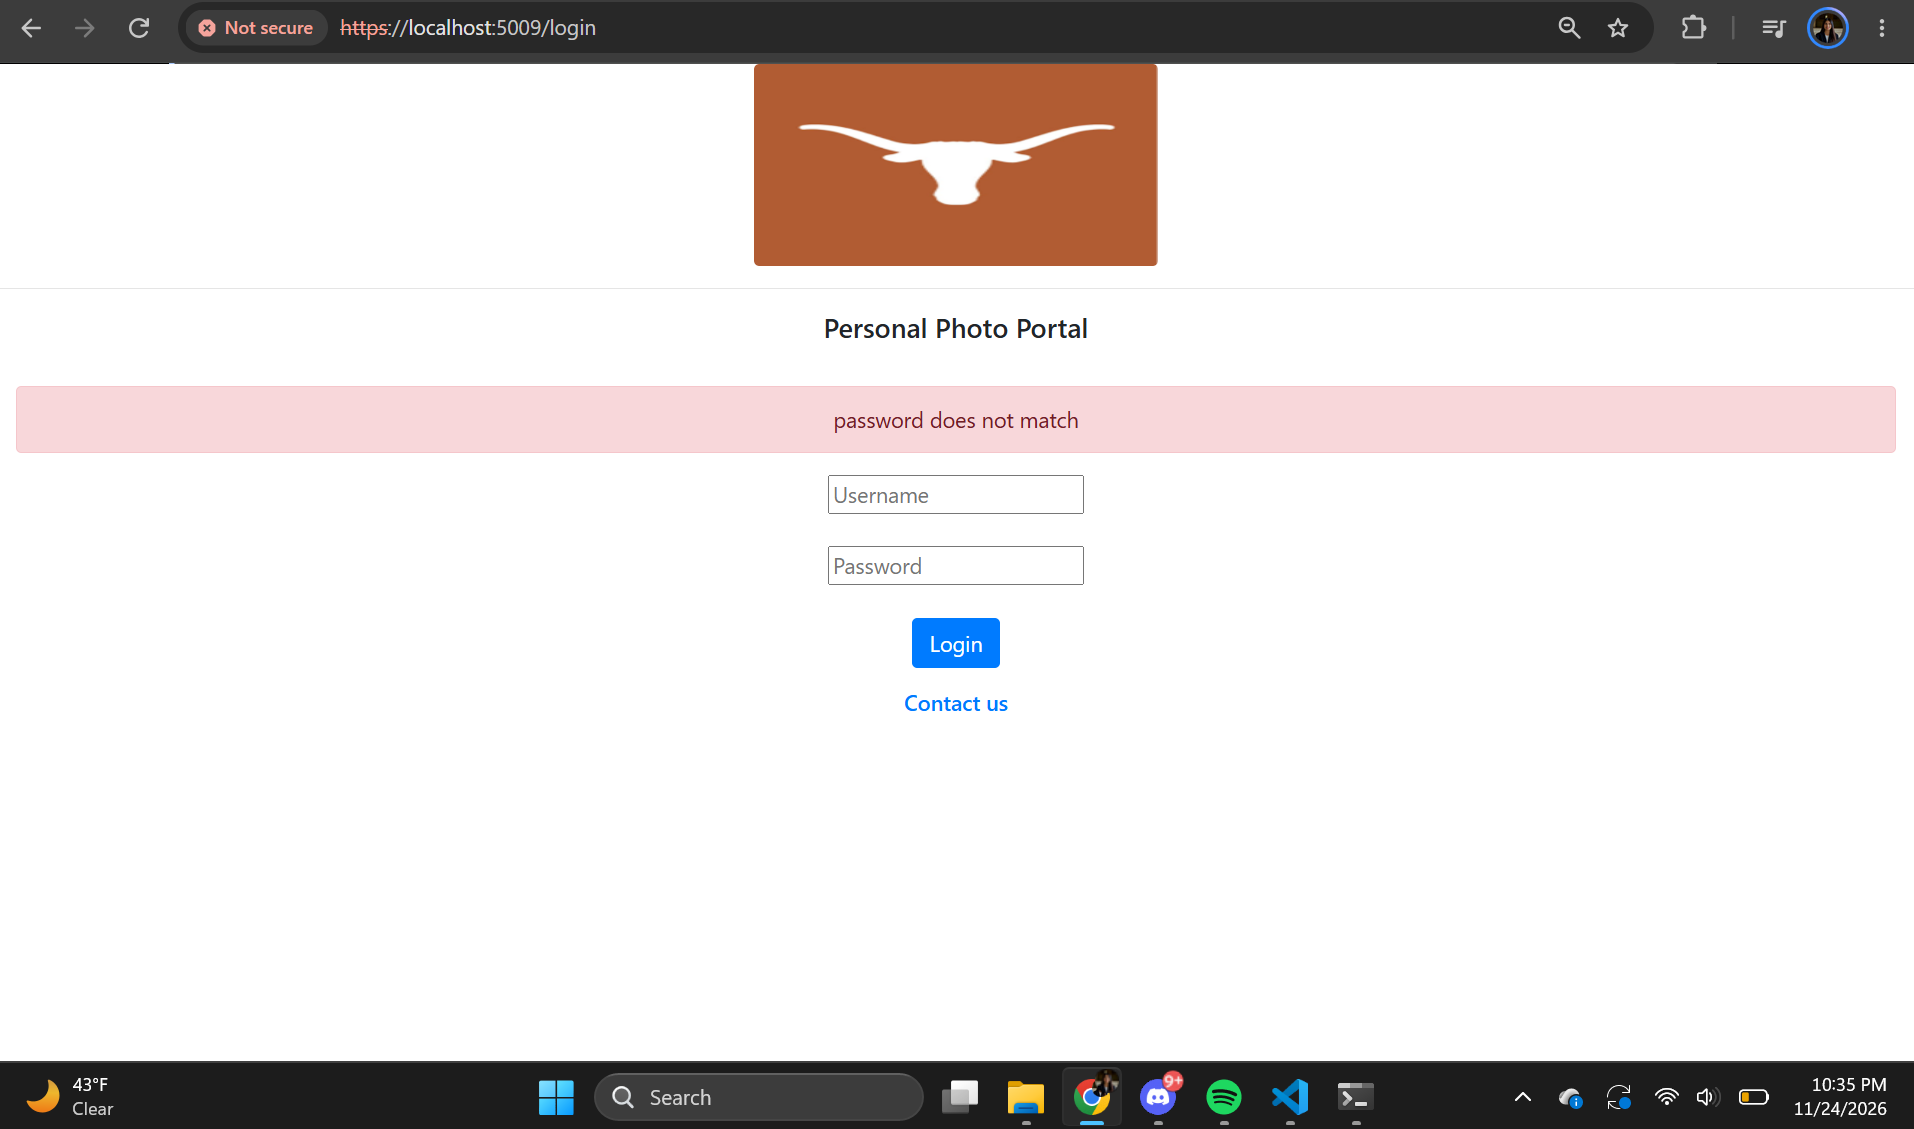 Not secure
https://localhost:5009/login
Personal Photo Portal
password does not match
Username
Password
Login
Contact us
43°F
Clear
Search
9+
10:35 PM
11/24/2026